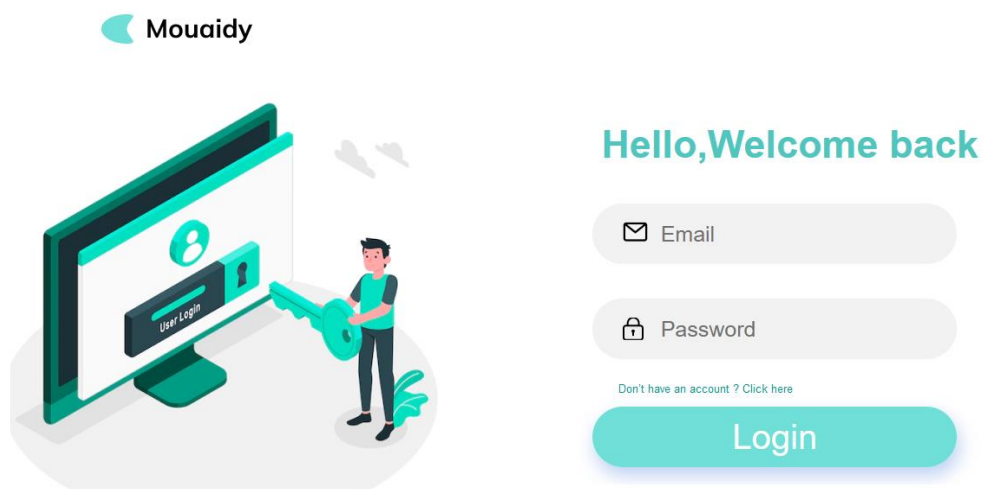 Mouaidy
Hello,Welcome back
Email
User Login
Password
Don't have an account ? Click here
Login